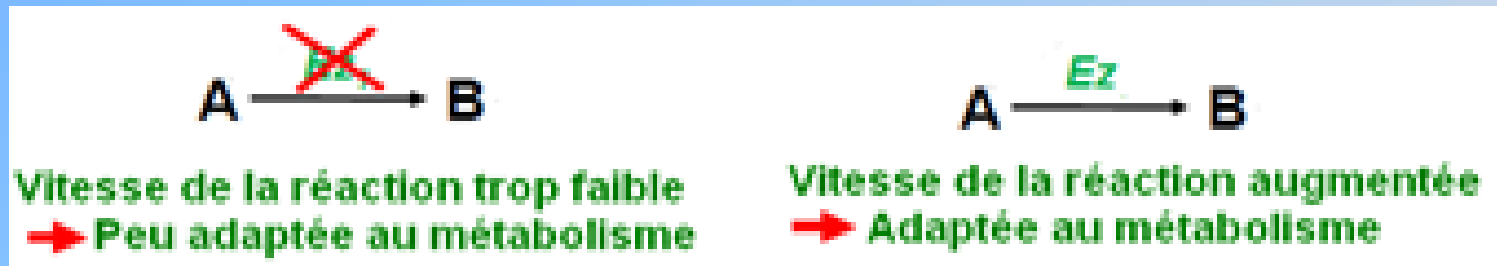 Ez
A B
Vitesse de la réaction trop faible
Peu adaptée au métabolisme
Ez
A B
Vitesse de la réaction augmentée
Adaptée au métabolisme